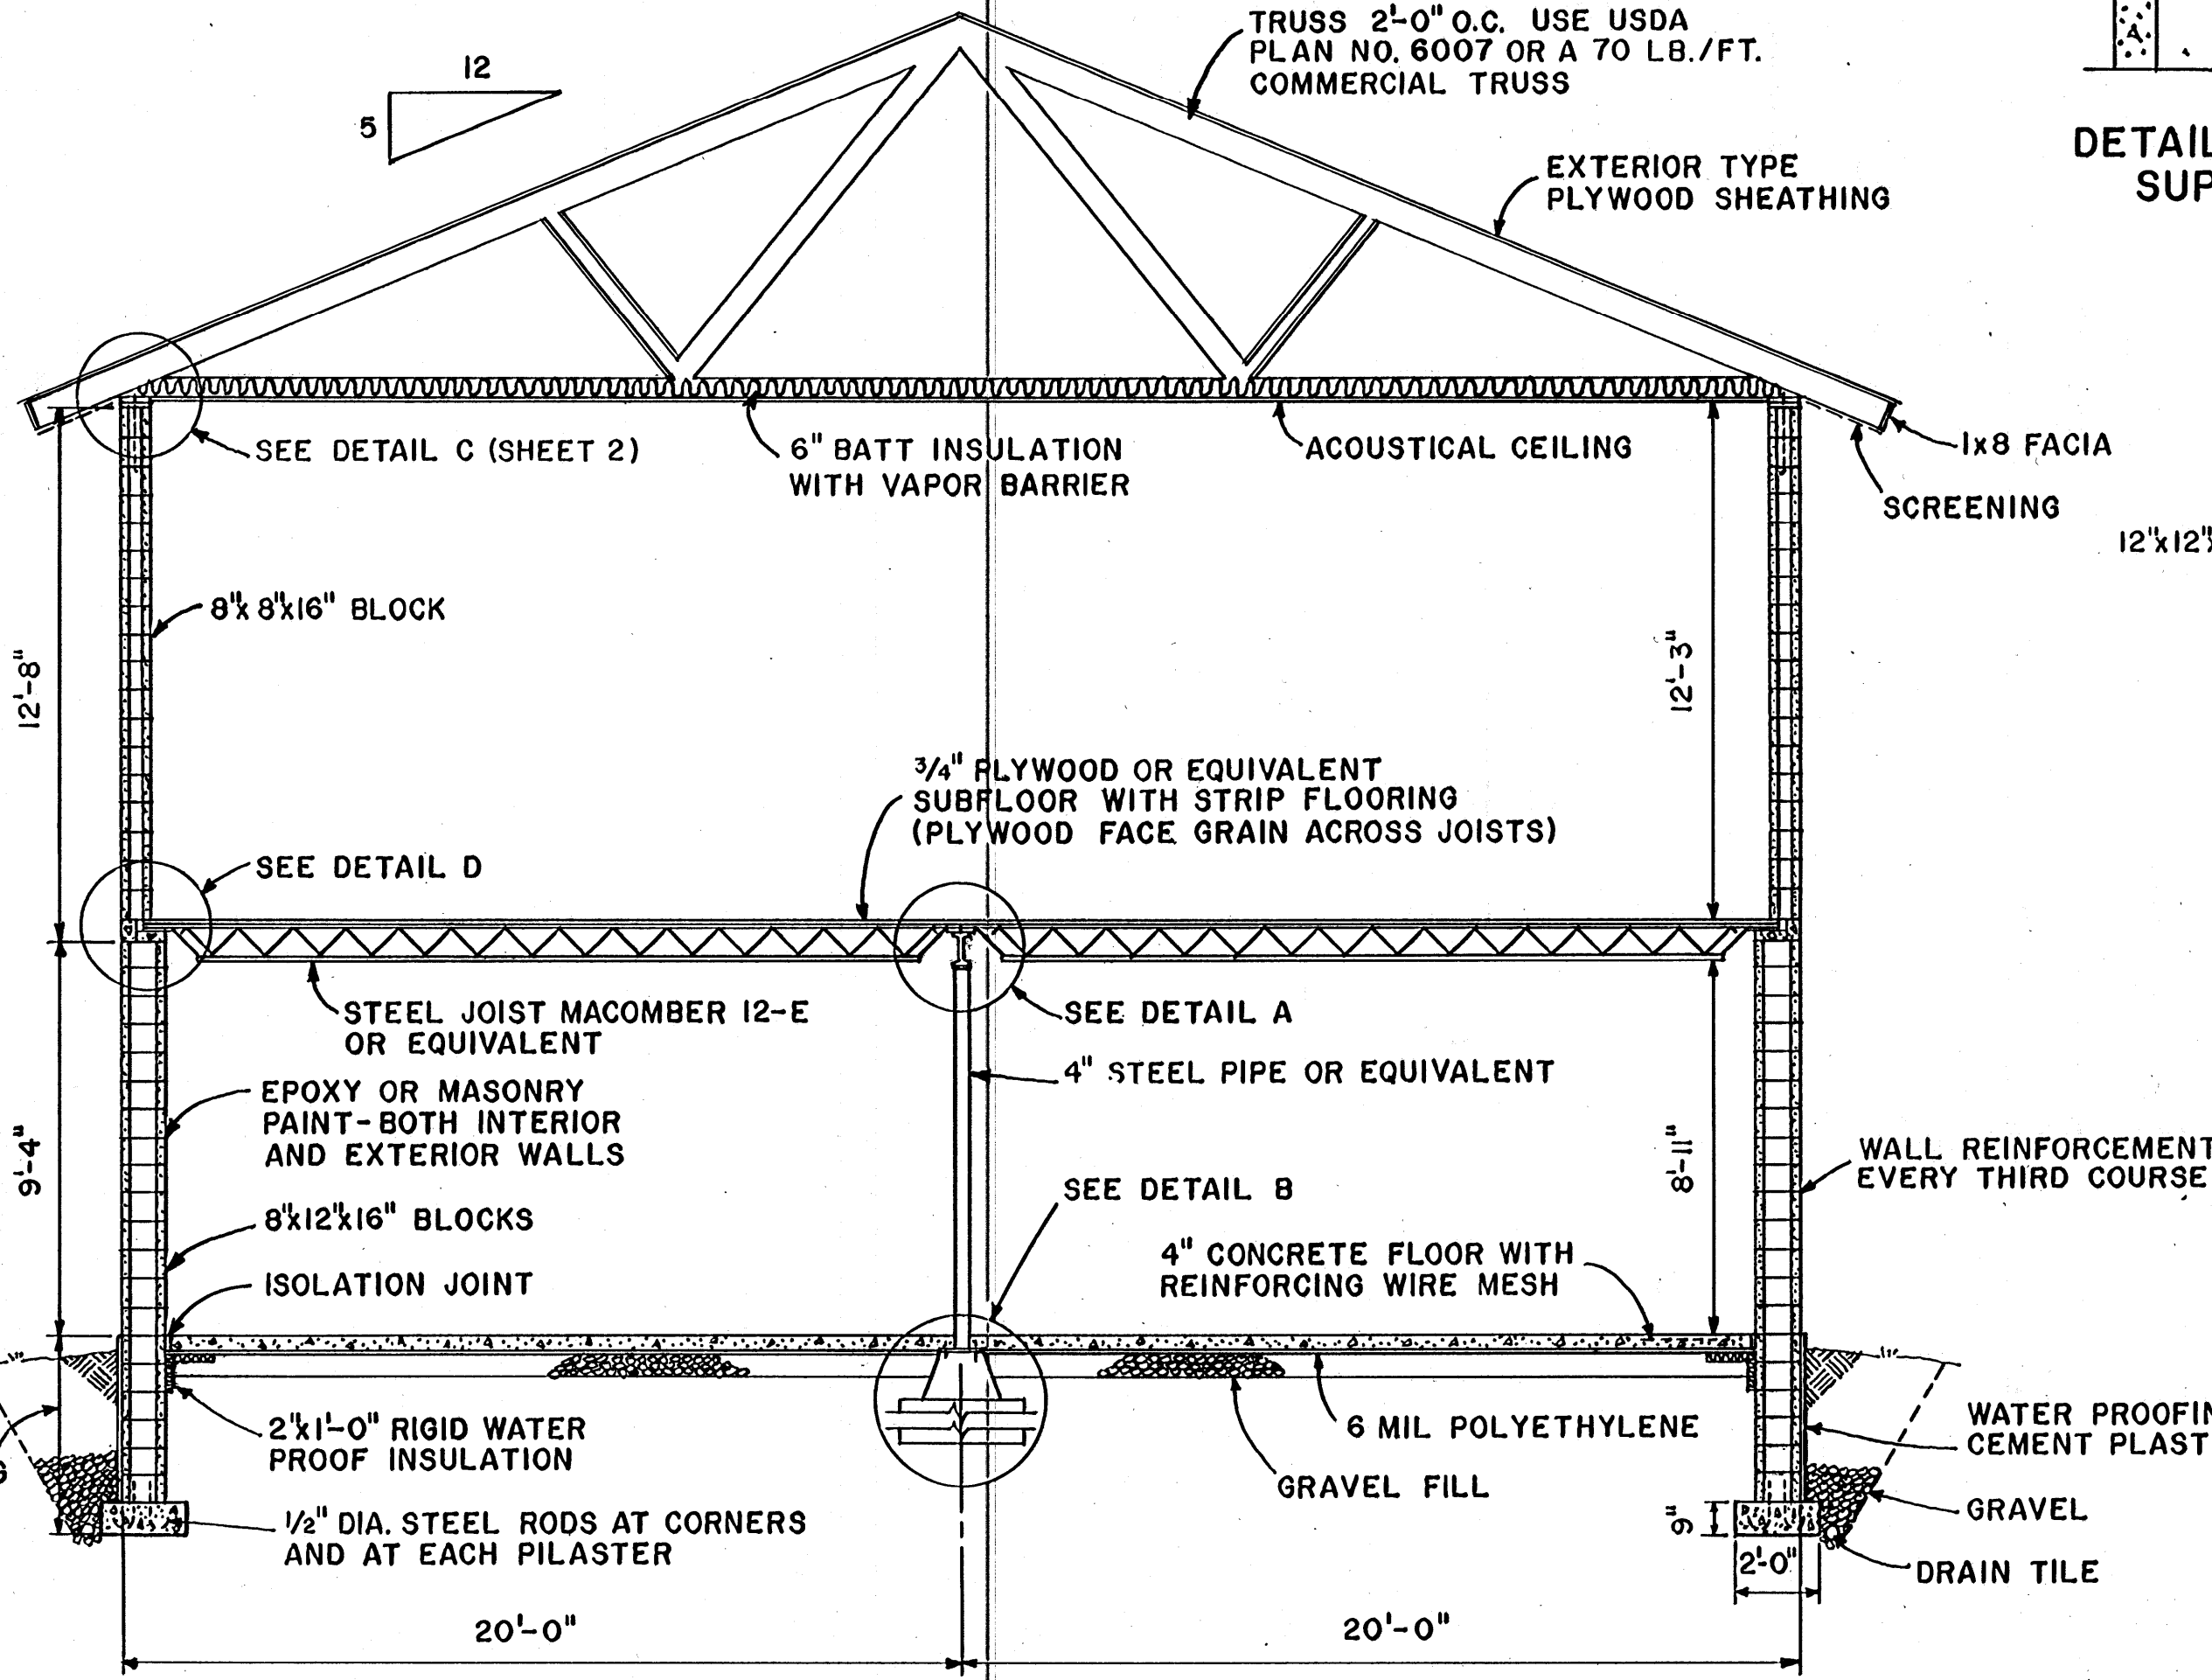 TRUSS 2'-0" O.C. USE USDA
PLAN NO. 6007 OR A 70 LB./FT.
COMMERCIAL TRUSS
12
5
DETAIL
SUP
EXTERIOR TYPE
PLYWOOD SHEATHING
SEE DETAIL C (SHEET 2)
6" BATT INSULATION
WITH VAPOR BARRIER
ACOUSTICAL CEILING
1x8 FACIA
SCREENING
12"x12"x
8"x8"x16" BLOCK
12'-8"
12'-3"
3/4" PLYWOOD OR EQUIVALENT
SUBFLOOR WITH STRIP FLOORING
(PLYWOOD FACE GRAIN ACROSS JOISTS)
SEE DETAIL D
STEEL JOIST MACOMBER 12-E
OR EQUIVALENT
SEE DETAIL A
4" STEEL PIPE OR EQUIVALENT
EPOXY OR MASONRY
PAINT-BOTH INTERIOR
AND EXTERIOR WALLS
9'-4"
8'-11"
WALL REINFORCEMENT
EVERY THIRD COURSE
SEE DETAIL B
8"x12"x16" BLOCKS
4" CONCRETE FLOOR WITH
REINFORCING WIRE MESH
ISOLATION JOINT
2"x1'-0" RIGID WATER
PROOF INSULATION
6 MIL POLYETHYLENE
WATER PROOFIN
CEMENT PLAST
GRAVEL FILL
G
GRAVEL
1/2" DIA. STEEL RODS AT CORNERS
AND AT EACH PILASTER
9"
2'-0"
DRAIN TILE
20'-0"
20'-0"